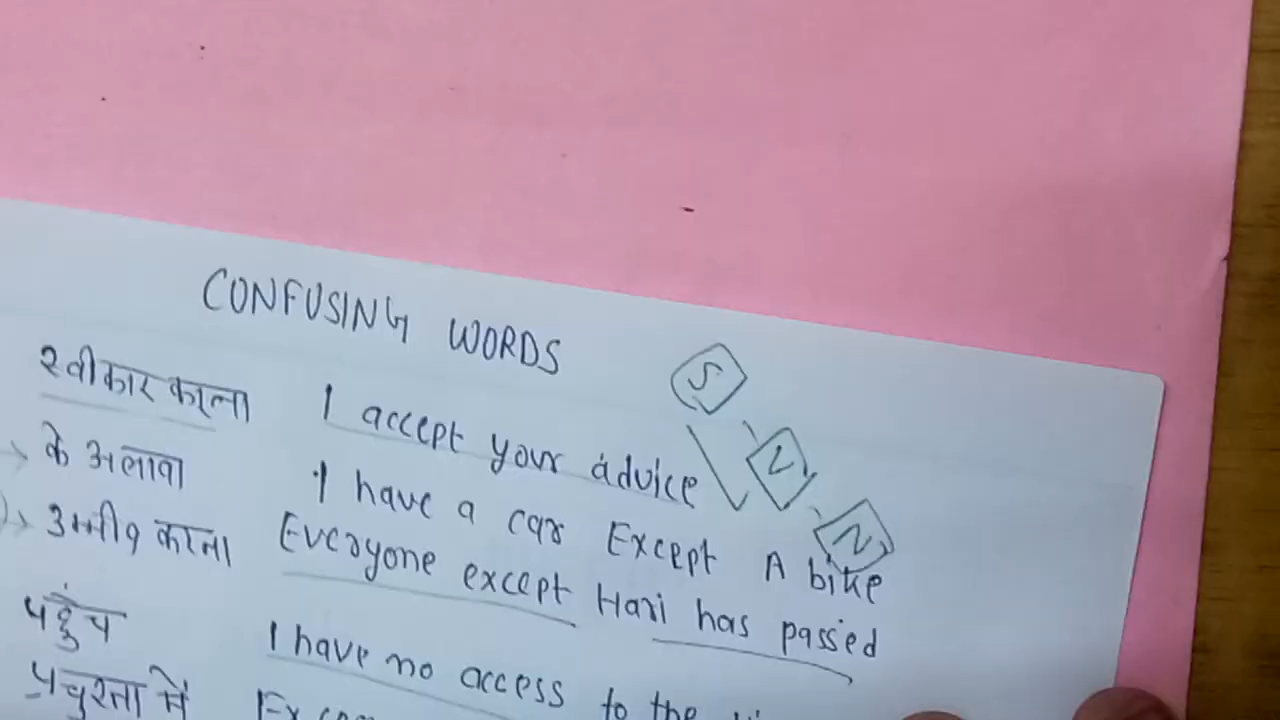 CONFUSING WORDS
S
V
N
स्वीकार करना I accept your advice
के अलावा I have a car Except A bike
उम्मीद करना Everyone except Hari has passed
पहुँच I have no access to the
प्रचुरता में